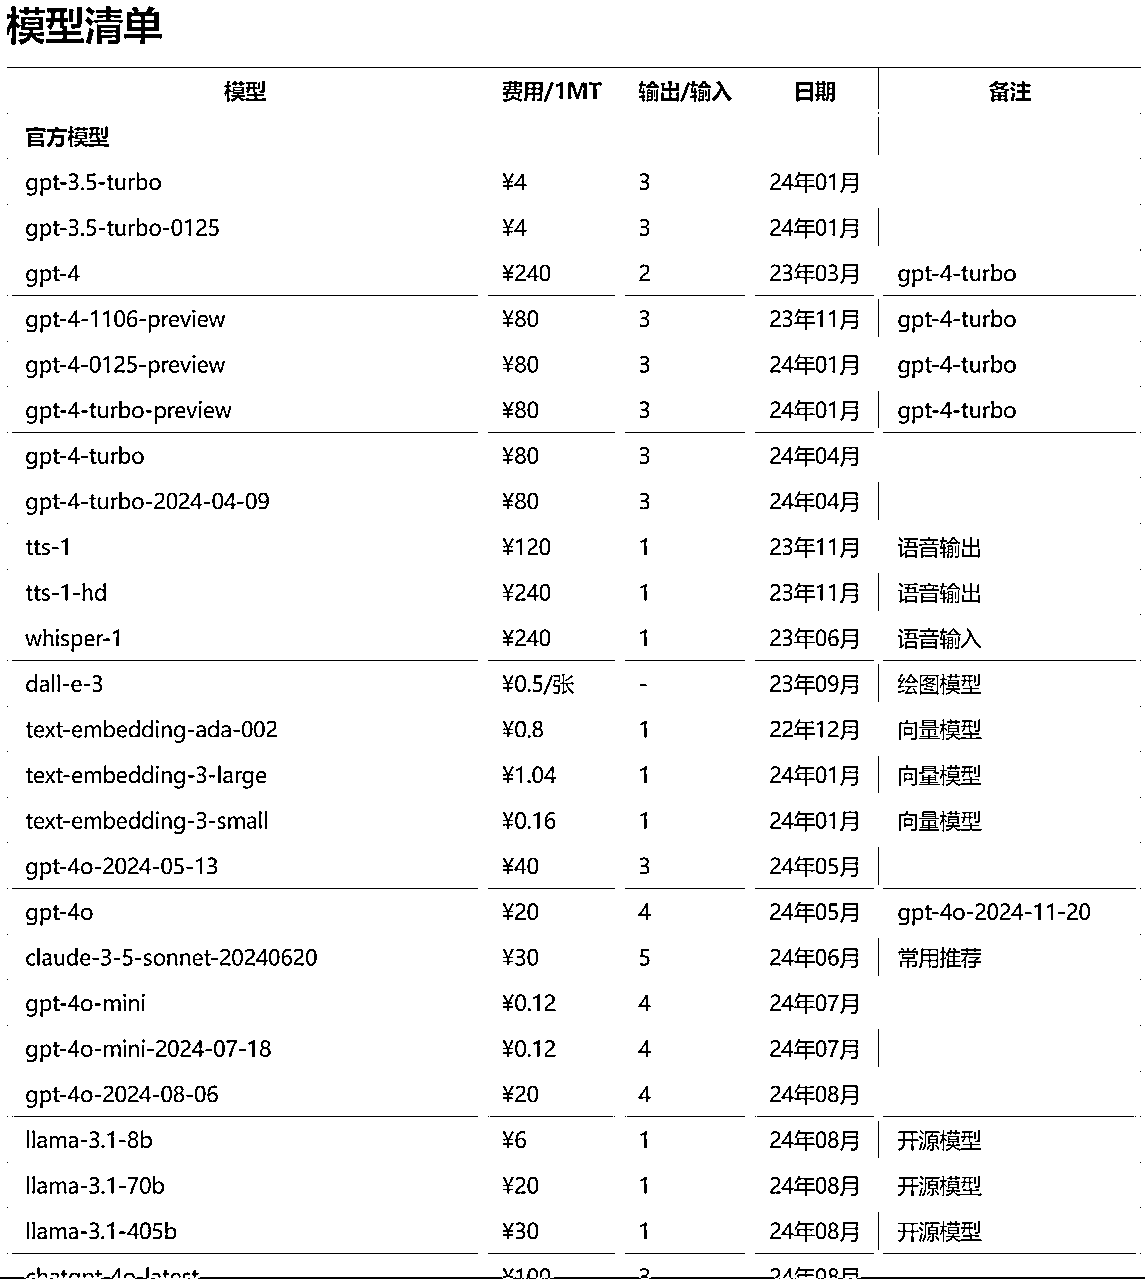 模型清单
模型 费用/1MT 输出/输入 日期 备注
官方模型
gpt-3.5-turbo ¥4 3 24年01月
gpt-3.5-turbo-0125 ¥4 3 24年01月
gpt-4 ¥240 2 23年03月 gpt-4-turbo
gpt-4-1106-preview ¥80 3 23年11月 gpt-4-turbo
gpt-4-0125-preview ¥80 3 24年01月 gpt-4-turbo
gpt-4-turbo-preview ¥80 3 24年01月 gpt-4-turbo
gpt-4-turbo ¥80 3 24年04月
gpt-4-turbo-2024-04-09 ¥80 3 24年04月
tts-1 ¥120 1 23年11月 语音输出
tts-1-hd ¥240 1 23年11月 语音输出
whisper-1 ¥240 1 23年06月 语音输入
dall-e-3 ¥0.5/张 - 23年09月 绘图模型
text-embedding-ada-002 ¥0.8 1 22年12月 向量模型
text-embedding-3-large ¥1.04 1 24年01月 向量模型
text-embedding-3-small ¥0.16 1 24年01月 向量模型
gpt-4o-2024-05-13 ¥40 3 24年05月
gpt-4o ¥20 4 24年05月 gpt-4o-2024-11-20
claude-3-5-sonnet-20240620 ¥30 5 24年06月 常用推荐
gpt-4o-mini ¥0.12 4 24年07月
gpt-4o-mini-2024-07-18 ¥0.12 4 24年07月
gpt-4o-2024-08-06 ¥20 4 24年08月
llama-3.1-8b ¥6 1 24年08月 开源模型
llama-3.1-70b ¥20 1 24年08月 开源模型
llama-3.1-405b ¥30 1 24年08月 开源模型
chatgpt-4o-latest ¥100 3 24年08月